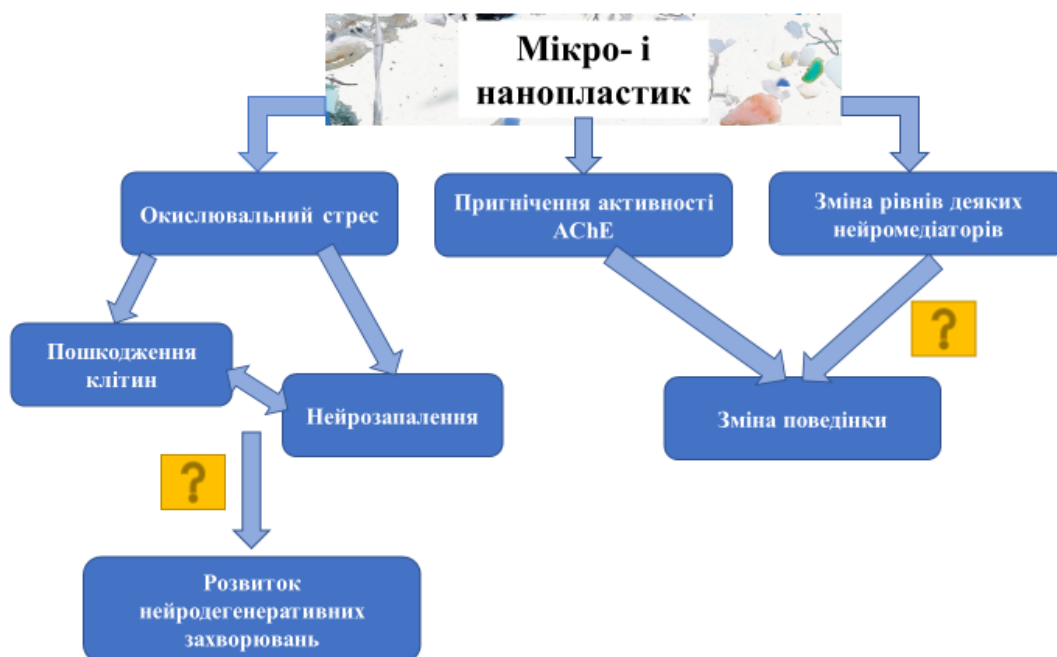 Мікро- і
нанопластик
Окислювальний стрес
Пригнічення активності
AChE
Зміна рівнів деяких
нейромедіаторів
?
Пошкодження
клітин
Нейрозапалення
Зміна поведінки
?
Розвиток
нейродегенеративних
захворювань